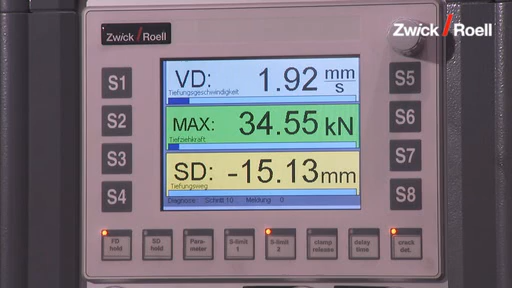 Zwick / Roell
Zwick / Roell
S1
S2
S3
S4
VD: 1.92 mm/s
Tiefungsgeschwindigkeit
MAX: 34.55 kN
Tiefziehkraft
SD: -15.13 mm
Tiefungsweg
Diagnose: Schritt 10 Meldung 0
S5
S6
S7
S8
FD hold
SD hold
Para- meter
S-limit 1
S-limit 2
clamp release
delay time
crack det.